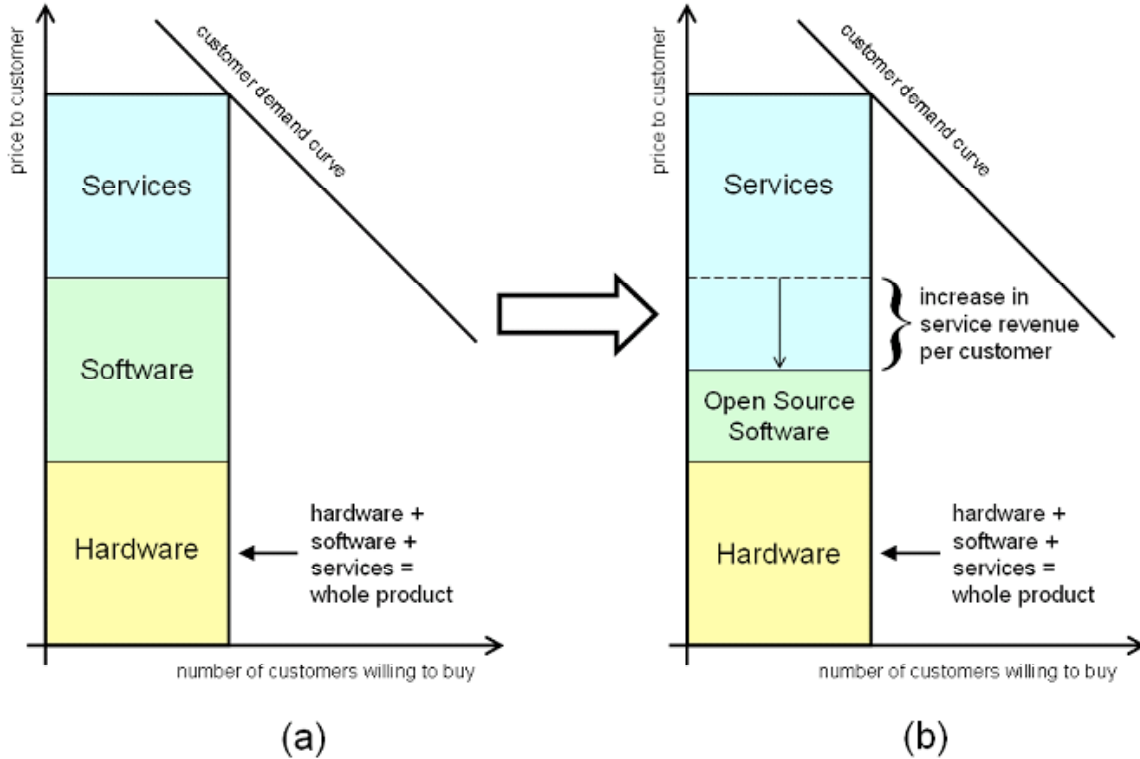 price to customer
customer demand curve
Services
Software
Hardware
hardware +
software +
services =
whole product
number of customers willing to buy
(a)
price to customer
customer demand curve
Services
increase in
service revenue
per customer
Open Source
Software
Hardware
hardware +
software +
services =
whole product
number of customers willing to buy
(b)